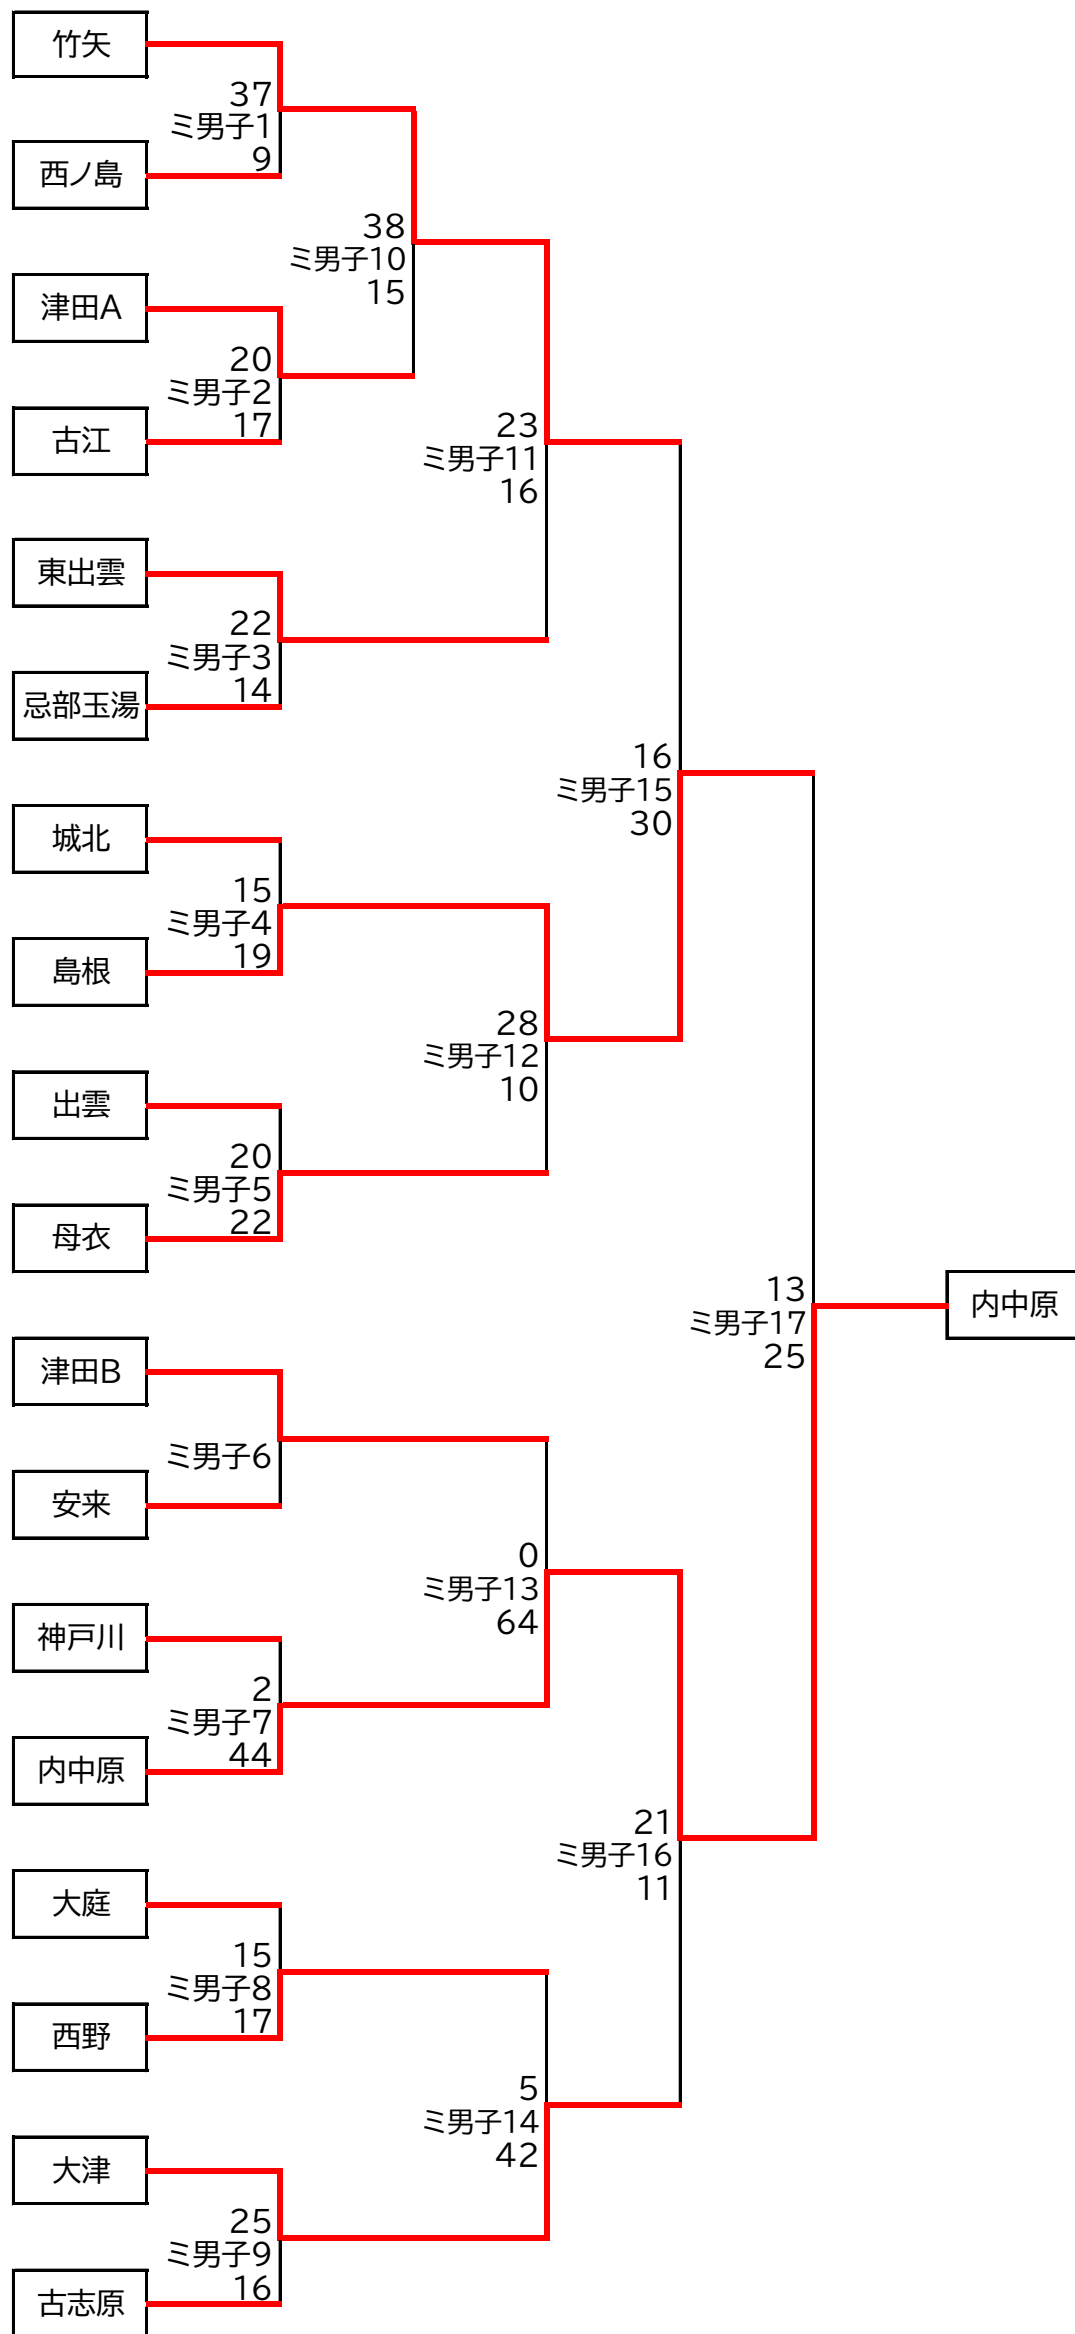 竹矢
37
ミ男子1
9
西ノ島
38
ミ男子10
15
津田A
20
ミ男子2
17
古江
23
ミ男子11
16
東出雲
22
ミ男子3
14
忌部玉湯
16
ミ男子15
30
城北
15
ミ男子4
19
島根
28
ミ男子12
10
出雲
20
ミ男子5
22
母衣
13
ミ男子17
25
内中原
津田B
ミ男子6
安来
0
ミ男子13
64
神戸川
2
ミ男子7
44
内中原
21
ミ男子16
11
大庭
15
ミ男子8
17
西野
5
ミ男子14
42
大津
25
ミ男子9
16
古志原